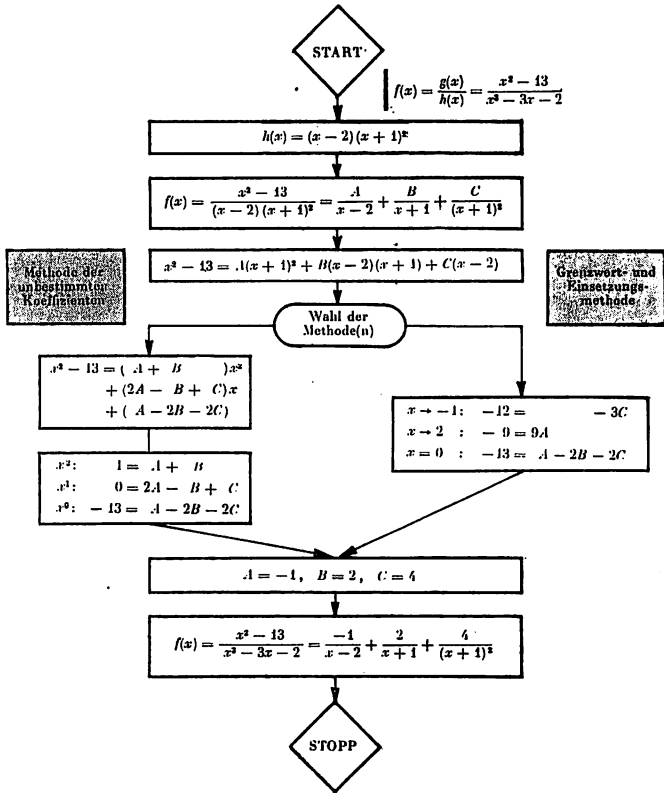 START
f(x) = g(x)/h(x) = (x² − 13)/(x³ − 3x − 2)
h(x) = (x − 2) (x + 1)²
f(x) = (x² − 13)/((x − 2) (x + 1)²) = A/(x − 2) + B/(x + 1) + C/(x + 1)²
x² − 13 = A(x + 1)² + B(x − 2)(x + 1) + C(x − 2)
Methode der
unbestimmten
Koeffizienten
Grenzwert- und
Einsetzungs-
methode
Wahl der
Methode(n)
x² − 13 = ( A + B )x²
+ (2A − B + C)x
+ ( A − 2B − 2C)
x → −1 : −12 = − 3C
x → 2 : − 9 = 9A
x = 0 : −13 = A − 2B − 2C
x²: 1 = A + B
x¹: 0 = 2A − B + C
x⁰: − 13 = A − 2B − 2C
A = −1, B = 2, C = 4
f(x) = (x² − 13)/(x³ − 3x − 2) = −1/(x − 2) + 2/(x + 1) + 4/(x + 1)²
STOPP